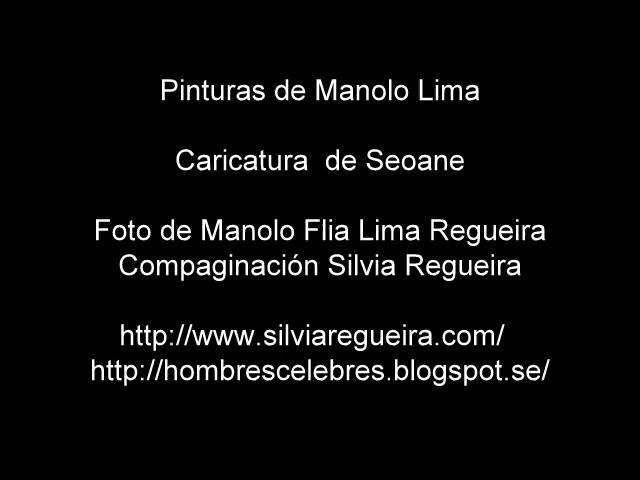 Pinturas de Manolo Lima
Caricatura  de Seoane
Foto de Manolo Flia Lima Regueira
Compaginación Silvia Regueira
http://www.silviaregueira.com/
http://hombrescelebres.blogspot.se/